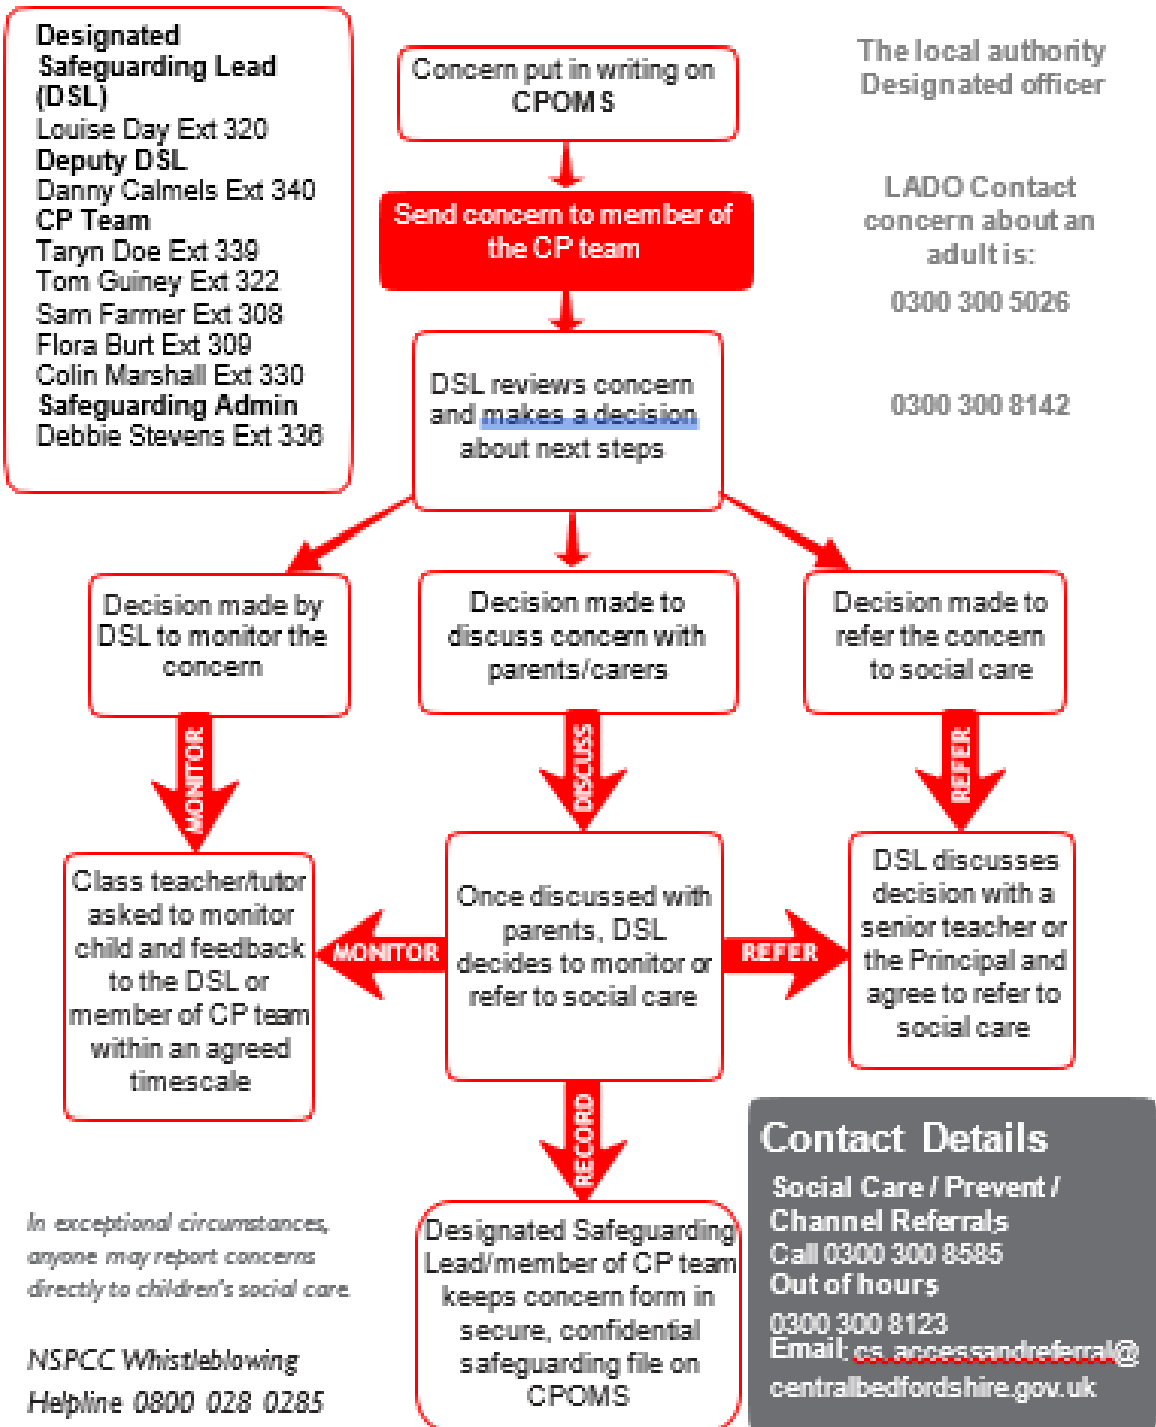 Designated
Safeguarding Lead
(DSL)
Louise Day Ext 320
Deputy DSL
Danny Calmels Ext 340
CP Team
Taryn Doe Ext 339
Tom Guiney Ext 322
Sam Farmer Ext 308
Flora Burt Ext 309
Colin Marshall Ext 330
Safeguarding Admin
Debbie Stevens Ext 336
Concern put in writing on
CPOMS
The local authority
Designated officer
LADO Contact
concern about an
adult is:
0300 300 5026
0300 300 8142
Send concern to member of
the CP team
DSL reviews concern
and makes a decision
about next steps
Decision made by
DSL to monitor the
concern
Decision made to
discuss concern with
parents/carers
Decision made to
refer the concern
to social care
MONITOR
DISCUSS
REFER
Class teacher/tutor
asked to monitor
child and feedback
to the DSL or
member of CP team
within an agreed
timescale
MONITOR
Once discussed with
parents, DSL
decides to monitor or
refer to social care
REFER
DSL discusses
decision with a
senior teacher or
the Principal and
agree to refer to
social care
RECORD
Designated Safeguarding
Lead/member of CP team
keeps concern form in
secure, confidential
safeguarding file on
CPOMS
In exceptional circumstances,
anyone may report concerns
directly to children's social care.
NSPCC Whistleblowing
Helpline 0800 028 0285
Contact Details
Social Care / Prevent /
Channel Referrals
Call 0300 300 8585
Out of hours
0300 300 8123
Email: cs.accessandreferral@
centralbedfordshire.gov.uk